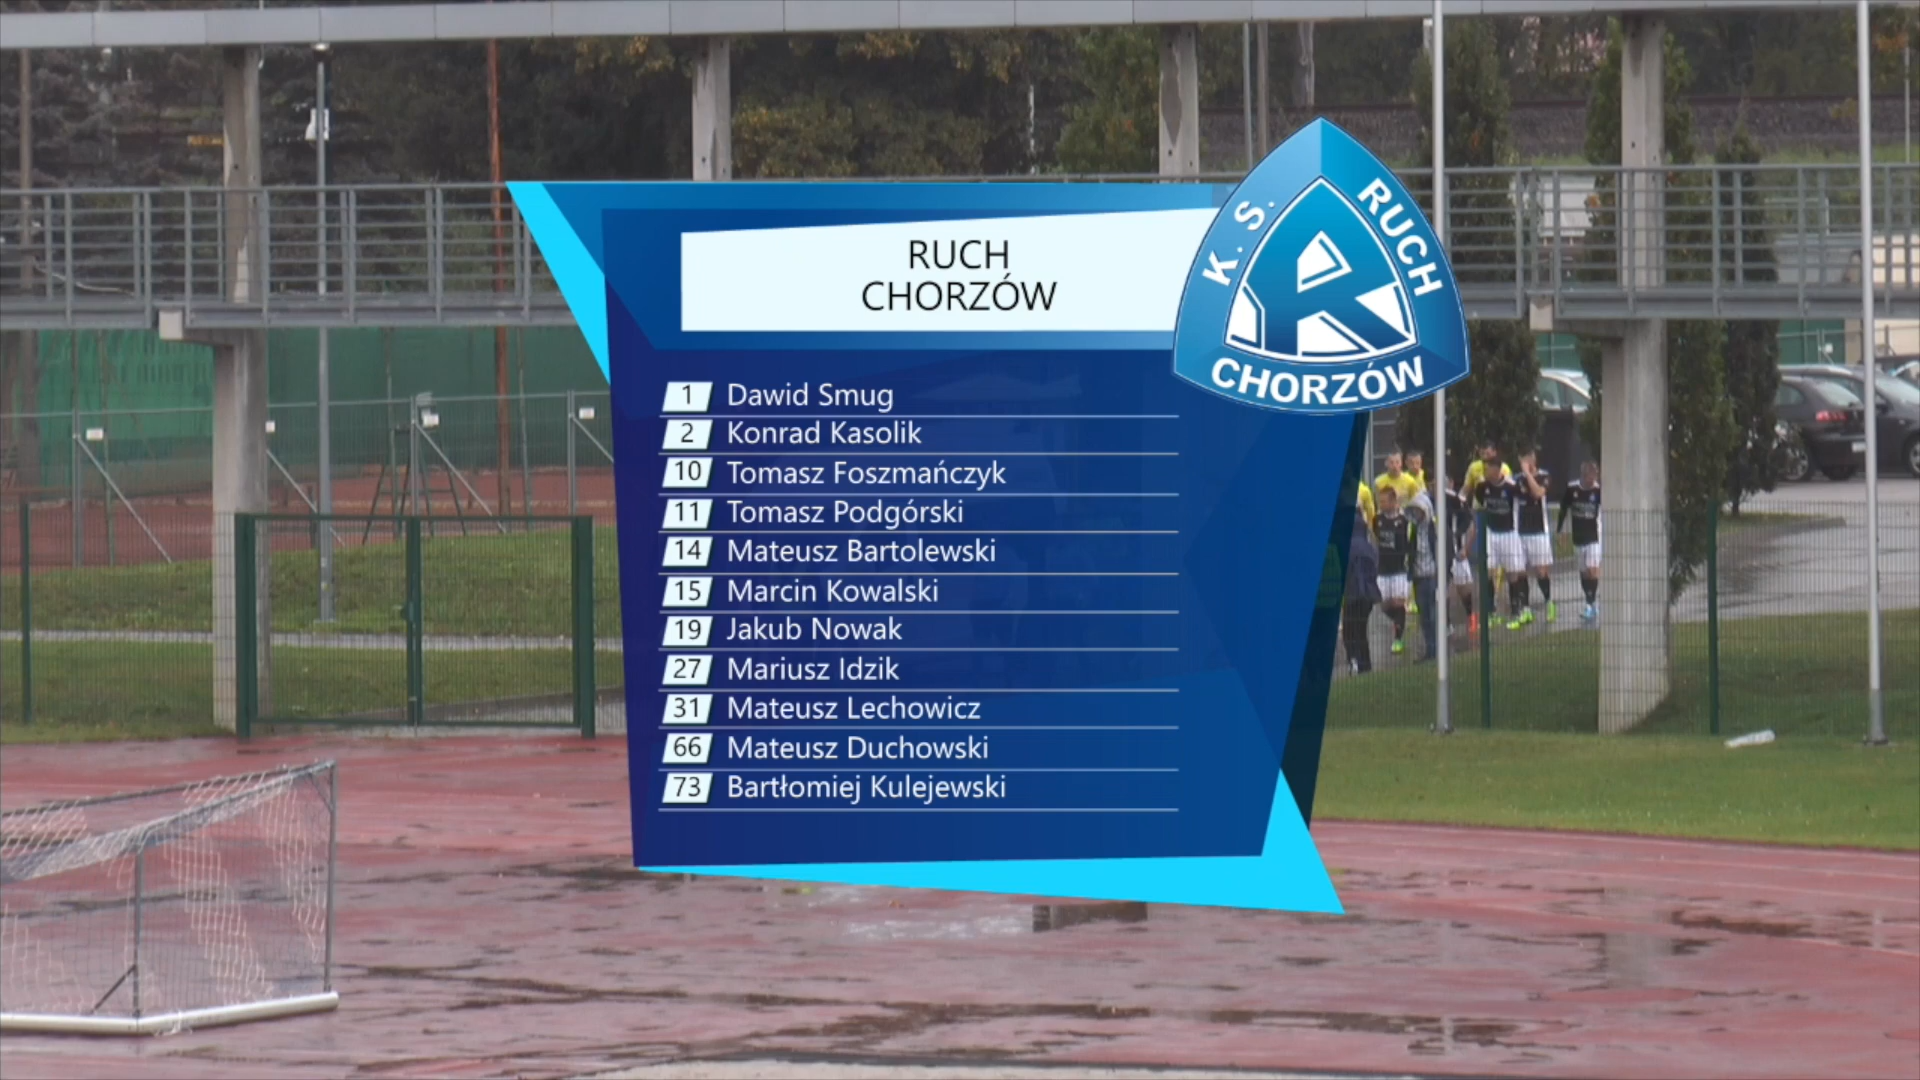 RUCH
CHORZÓW
K. S. RUCH
CHORZÓW
1 Dawid Smug
2 Konrad Kasolik
10 Tomasz Foszmańczyk
11 Tomasz Podgórski
14 Mateusz Bartolewski
15 Marcin Kowalski
19 Jakub Nowak
27 Mariusz Idzik
31 Mateusz Lechowicz
66 Mateusz Duchowski
73 Bartłomiej Kulejewski